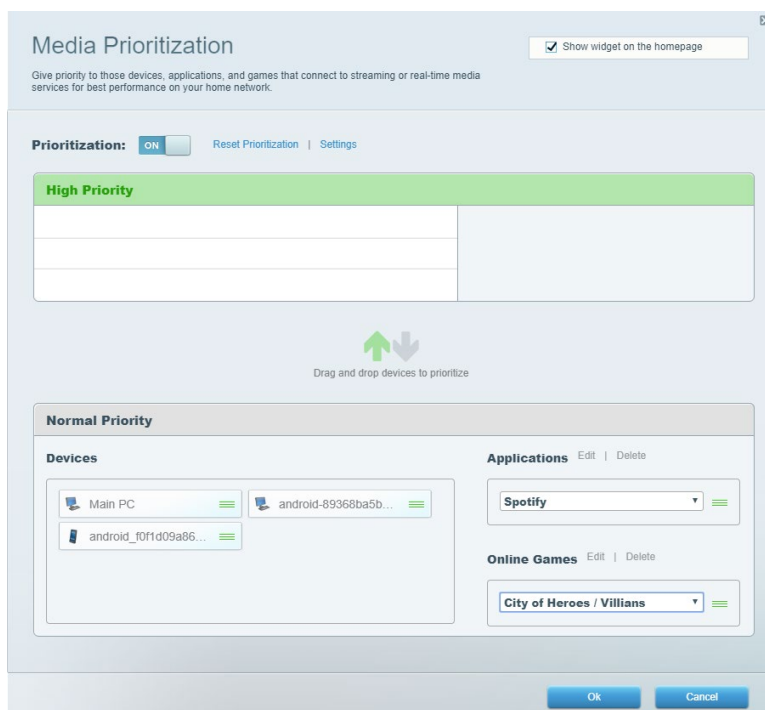 Media Prioritization
Show widget on the homepage
Give priority to those devices, applications, and games that connect to streaming or real-time media
services for best performance on your home network.
Prioritization: ON Reset Prioritization | Settings
High Priority
Drag and drop devices to prioritize
Normal Priority
Devices
Main PC
android-89368ba5b...
android_f0f1d09a86...
Applications Edit | Delete
Spotify
Online Games Edit | Delete
City of Heroes / Villians
Ok
Cancel